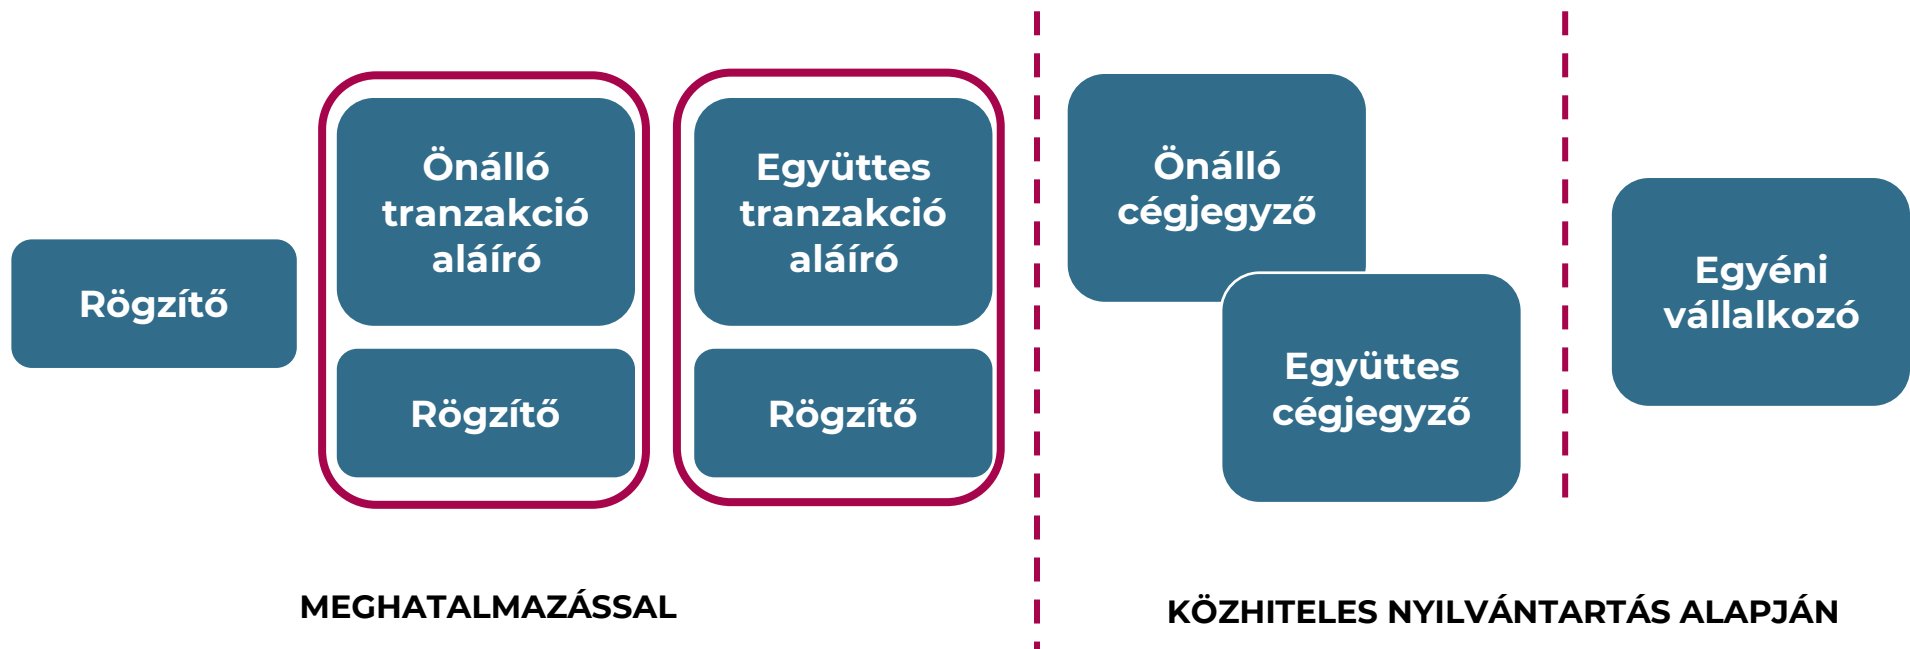 Rögzítő
Önálló
tranzakció
aláíró
Rögzítő
Együttes
tranzakció
aláíró
Rögzítő
MEGHATALMAZÁSSAL
Önálló
cégjegyző
Együttes
cégjegyző
Egyéni
vállalkozó
KÖZHITELES NYILVÁNTARTÁS ALAPJÁN